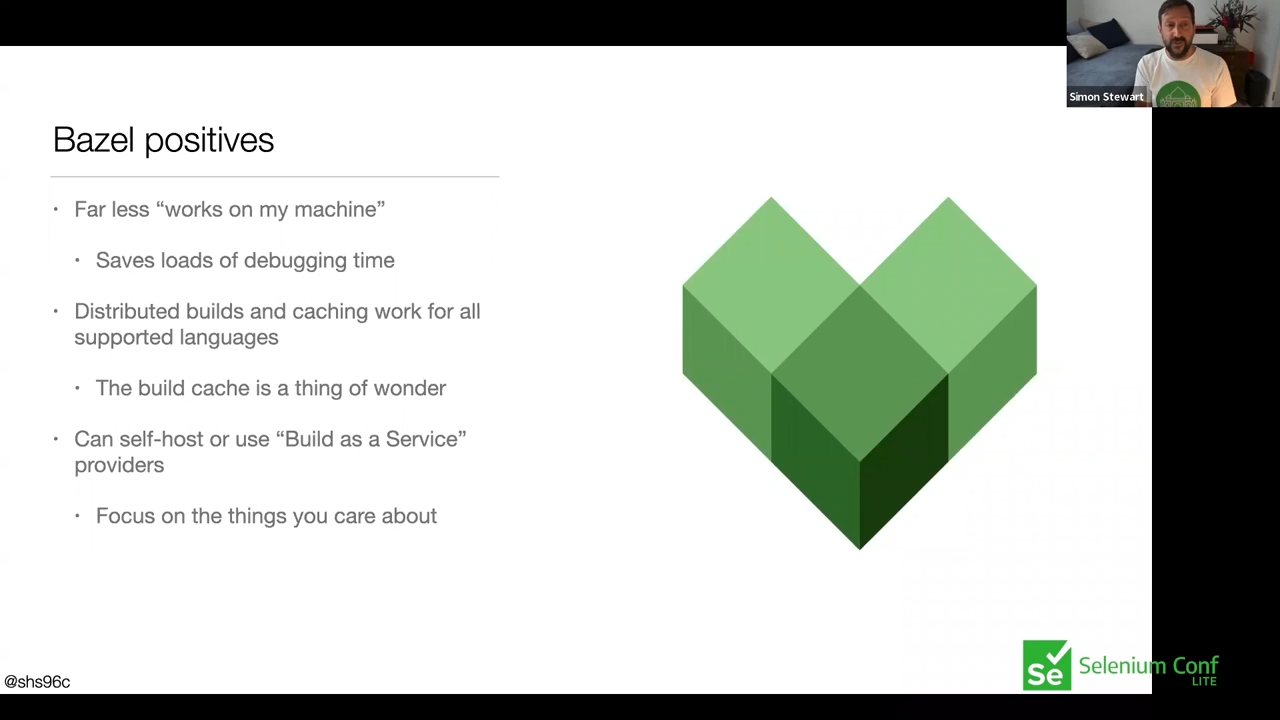 Simon Stewart
Bazel positives
· Far less “works on my machine”
· Saves loads of debugging time
· Distributed builds and caching work for all
supported languages
· The build cache is a thing of wonder
· Can self-host or use “Build as a Service”
providers
· Focus on the things you care about
Se
Selenium Conf
LITE
@shs96c